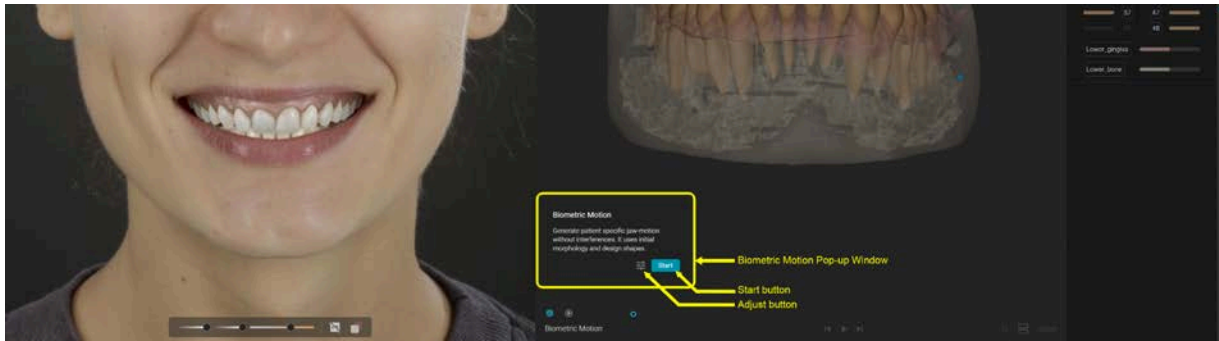 37 47
48
Lower_gingiva
Lower_bone
Biometric Motion
Generate patient specific jaw-motion
without interferences. It uses initial
morphology and design shapes.
Start
Biometric Motion Pop-up Window
Start button
Adjust button
Biometric Motion